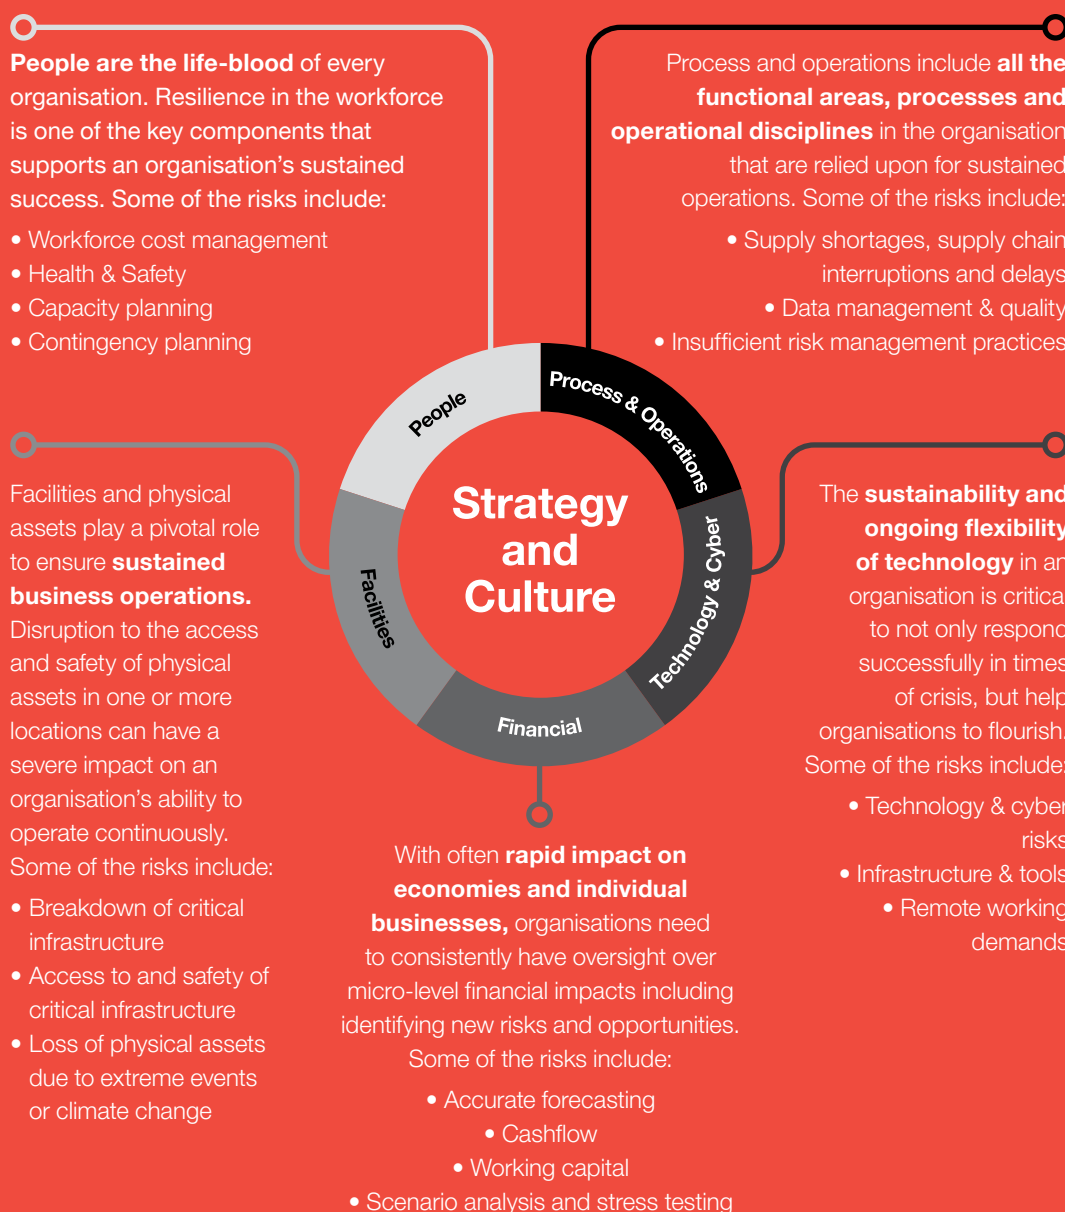 People are the life-blood of every
organisation. Resilience in the workforce
is one of the key components that
supports an organisation's sustained
success. Some of the risks include:
• Workforce cost management
• Health & Safety
• Capacity planning
• Contingency planning
Process and operations include all the
functional areas, processes and
operational disciplines in the organisation
that are relied upon for sustained
operations. Some of the risks include:
• Supply shortages, supply chain
interruptions and delays
• Data management & quality
• Insufficient risk management practices
People
Process & Operations
Technology & Cyber
Financial
Facilities
Strategy
and
Culture
Facilities and physical
assets play a pivotal role
to ensure sustained
business operations.
Disruption to the access
and safety of physical
assets in one or more
locations can have a
severe impact on an
organisation's ability to
operate continuously.
Some of the risks include:
• Breakdown of critical
infrastructure
• Access to and safety of
critical infrastructure
• Loss of physical assets
due to extreme events
or climate change
The sustainability and
ongoing flexibility
of technology in an
organisation is critical
to not only respond
successfully in times
of crisis, but help
organisations to flourish.
Some of the risks include:
• Technology & cyber
risks
• Infrastructure & tools
• Remote working
demands
With often rapid impact on
economies and individual
businesses, organisations need
to consistently have oversight over
micro-level financial impacts including
identifying new risks and opportunities.
Some of the risks include:
• Accurate forecasting
• Cashflow
• Working capital
• Scenario analysis and stress testing